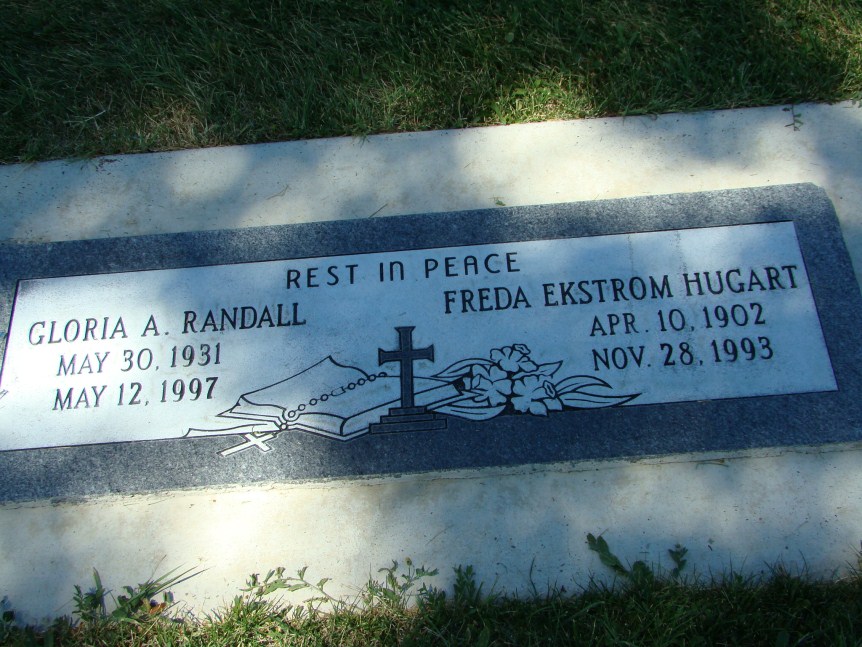 REST IN PEACE
GLORIA A. RANDALL
MAY 30, 1931
MAY 12, 1997
FREDA EKSTROM HUGART
APR. 10, 1902
NOV. 28, 1993